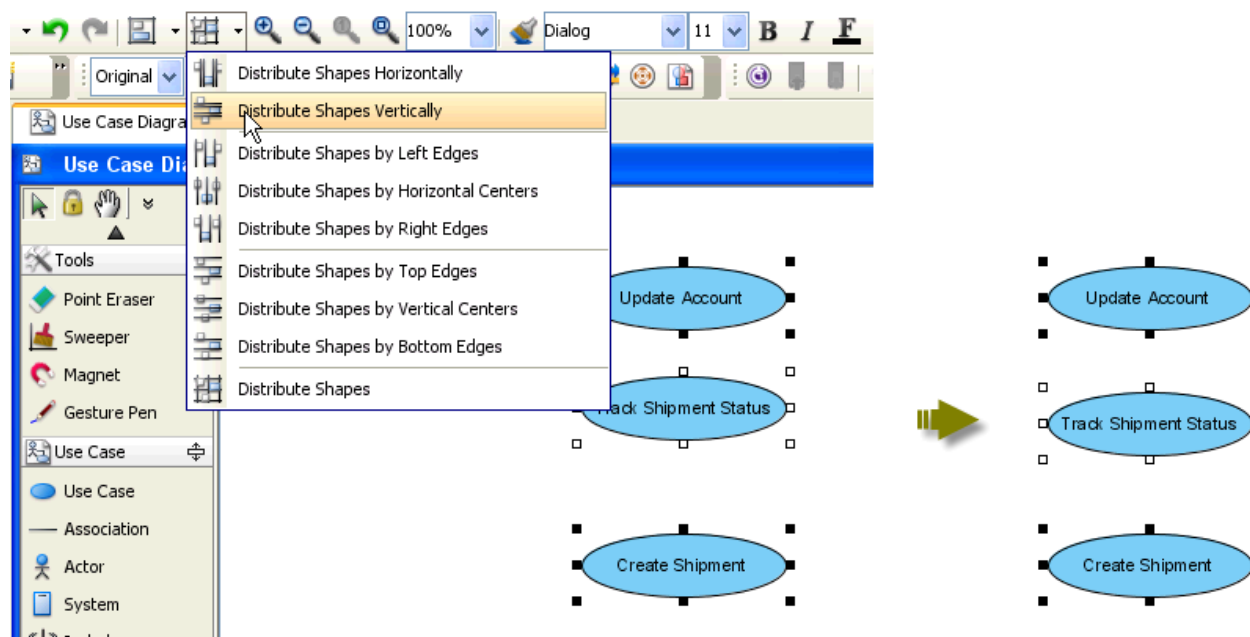 100% Dialog 11 B I F
Original
Distribute Shapes Horizontally
Distribute Shapes Vertically
Distribute Shapes by Left Edges
Distribute Shapes by Horizontal Centers
Distribute Shapes by Right Edges
Distribute Shapes by Top Edges
Distribute Shapes by Vertical Centers
Distribute Shapes by Bottom Edges
Distribute Shapes
Use Case Diagra
Use Case Di
Tools
Point Eraser
Sweeper
Magnet
Gesture Pen
Use Case
Use Case
Association
Actor
System
Update Account
Track Shipment Status
Create Shipment
Update Account
Track Shipment Status
Create Shipment